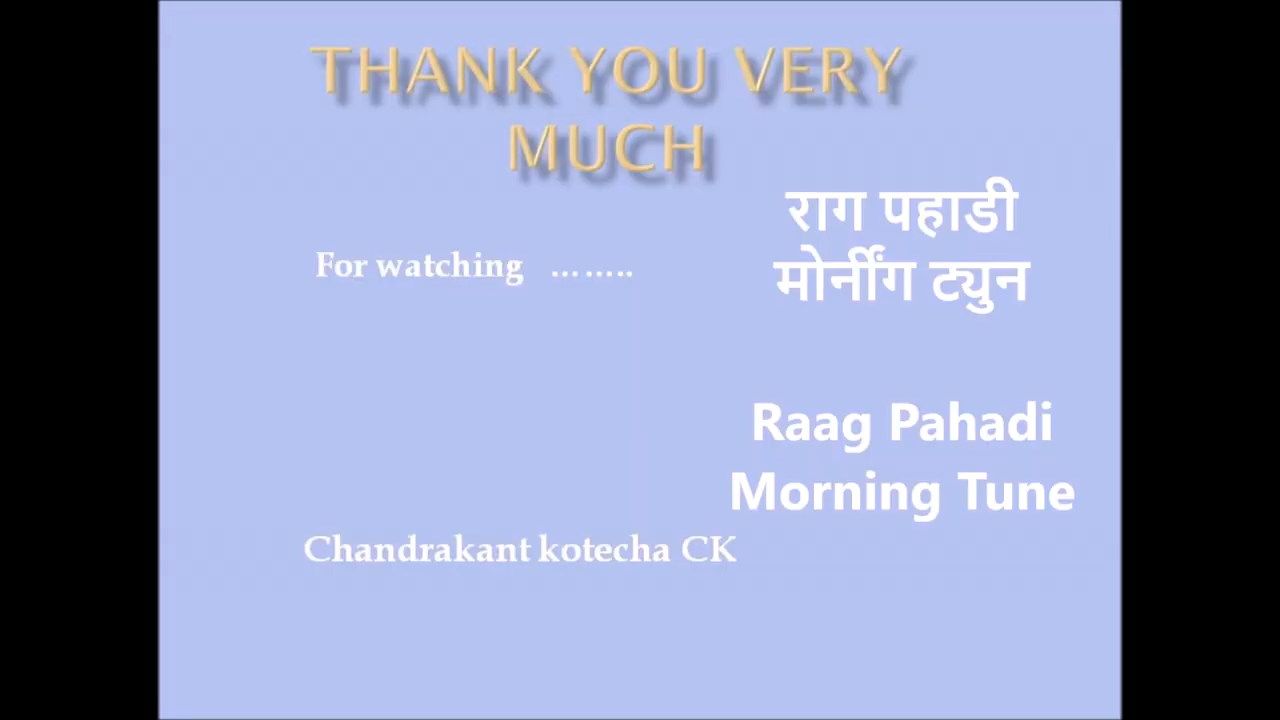 THANK YOU VERY
MUCH
For watching ........
राग पहाडी
मोर्नींग ट्युन
Raag Pahadi
Morning Tune
Chandrakant kotecha CK